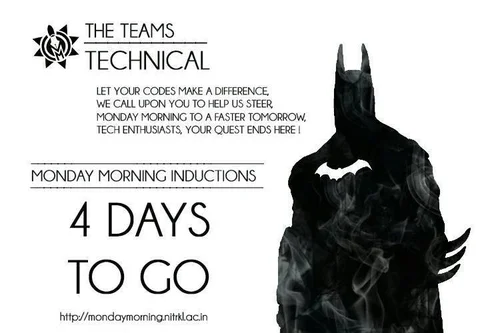 THE TEAMS
TECHNICAL
LET YOUR CODES MAKE A DIFFERENCE,
WE CALL UPON YOU TO HELP US STEER,
MONDAY MORNING TO A FASTER TOMORROW,
TECH ENTHUSIASTS, YOUR QUEST ENDS HERE !
MONDAY MORNING INDUCTIONS
4 DAYS
TO GO
http://mondaymorning.nitrkl.ac.in